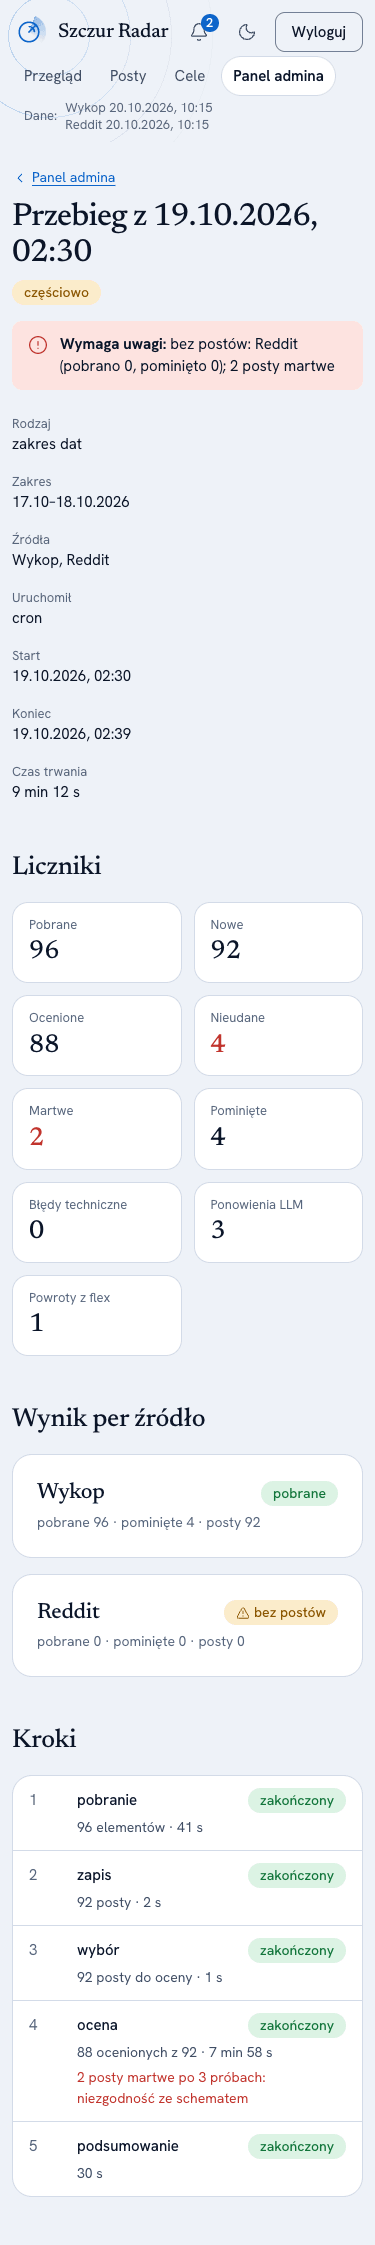 Szczur Radar
2
Wyloguj
Przegląd
Posty
Cele
Panel admina
Dane:
Wykop 20.10.2026, 10:15
Reddit 20.10.2026, 10:15
Panel admina
Przebieg z 19.10.2026,
02:30
częściowo
Wymaga uwagi: bez postów: Reddit
(pobrano 0, pominięto 0); 2 posty martwe
Rodzaj
zakres dat
Zakres
17.10–18.10.2026
Źródła
Wykop, Reddit
Uruchomił
cron
Start
19.10.2026, 02:30
Koniec
19.10.2026, 02:39
Czas trwania
9 min 12 s
Liczniki
Pobrane
96
Nowe
92
Ocenione
88
Nieudane
4
Martwe
2
Pominięte
4
Błędy techniczne
0
Ponowienia LLM
3
Powroty z flex
1
Wynik per źródło
Wykop
pobrane
pobrane 96 · pominięte 4 · posty 92
Reddit
bez postów
pobrane 0 · pominięte 0 · posty 0
Kroki
1
pobranie
zakończony
96 elementów · 41 s
2
zapis
zakończony
92 posty · 2 s
3
wybór
zakończony
92 posty do oceny · 1 s
4
ocena
zakończony
88 ocenionych z 92 · 7 min 58 s
2 posty martwe po 3 próbach:
niezgodność ze schematem
5
podsumowanie
zakończony
30 s